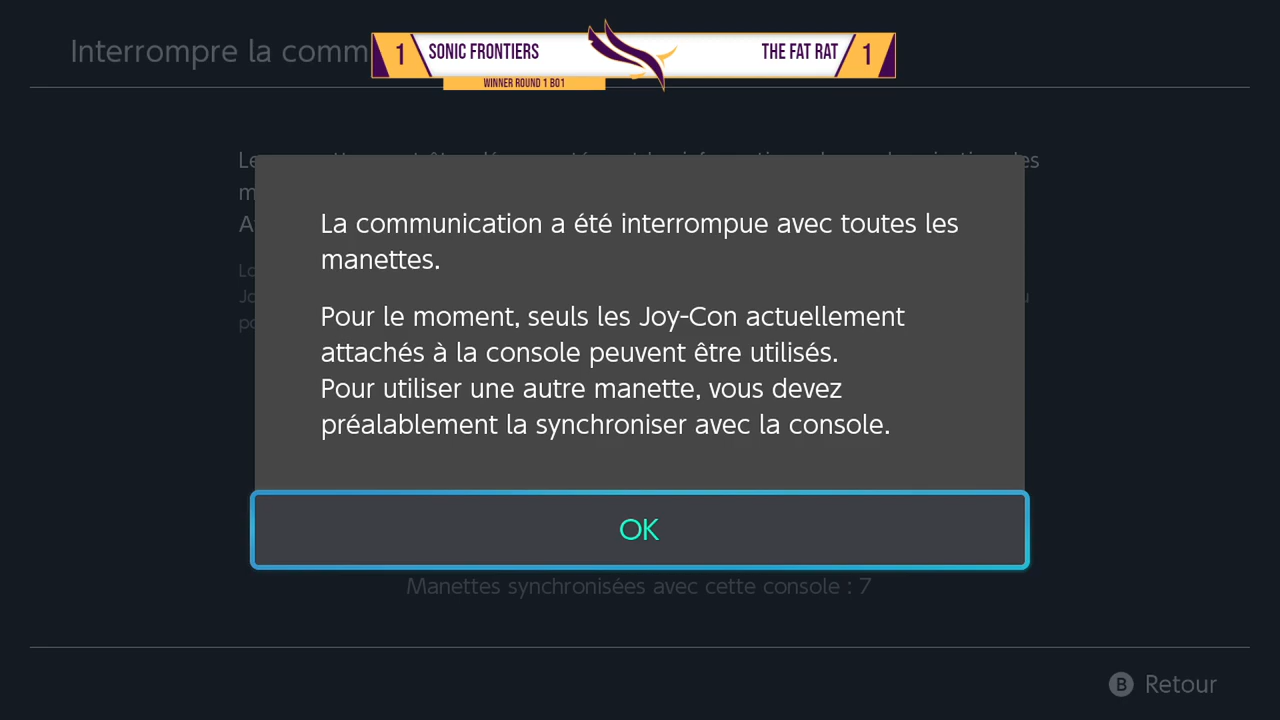 Interrompre la comm
1 SONIC FRONTIERS THE FAT RAT 1
WINNER ROUND 1 BO1
La communication a été interrompue avec toutes les
manettes.
Pour le moment, seuls les Joy-Con actuellement
attachés à la console peuvent être utilisés.
Pour utiliser une autre manette, vous devez
préalablement la synchroniser avec la console.
OK
Manettes synchronisées avec cette console : 7
B Retour